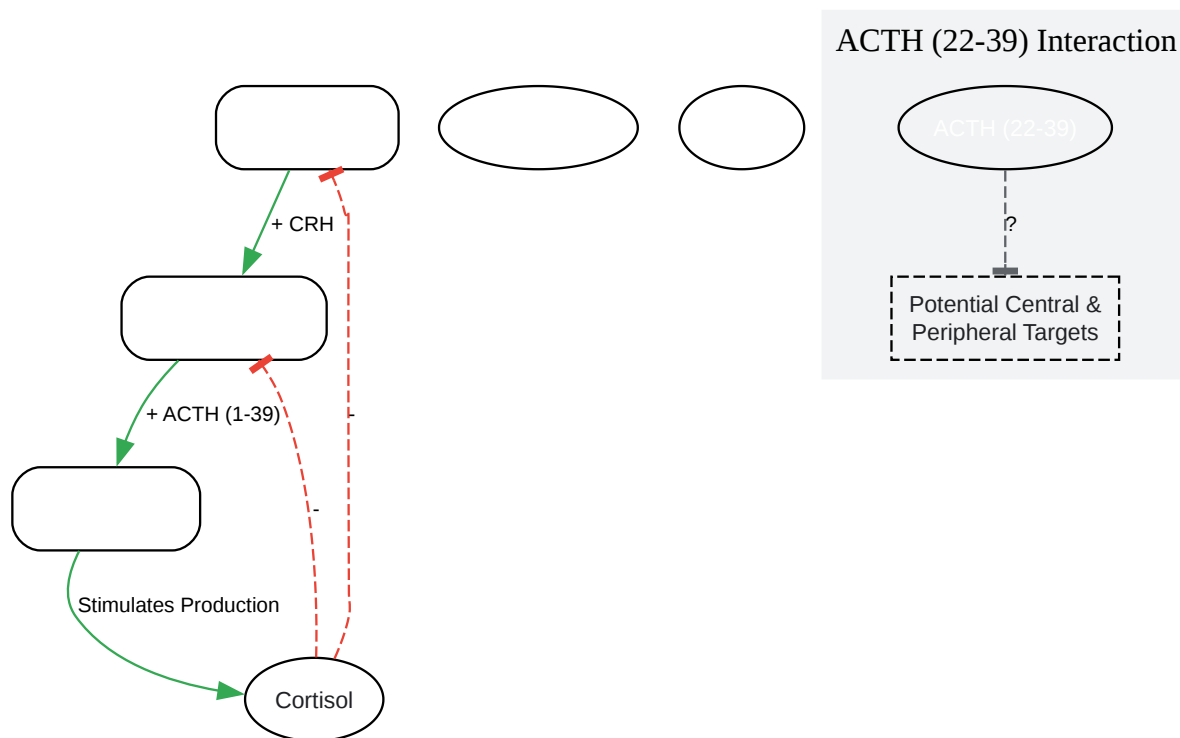 ACTH (22-39) Interaction
ACTH (22-39)
+ CRH
?
Potential Central &
Peripheral Targets
+ ACTH (1-39)
-
-
Stimulates Production
Cortisol